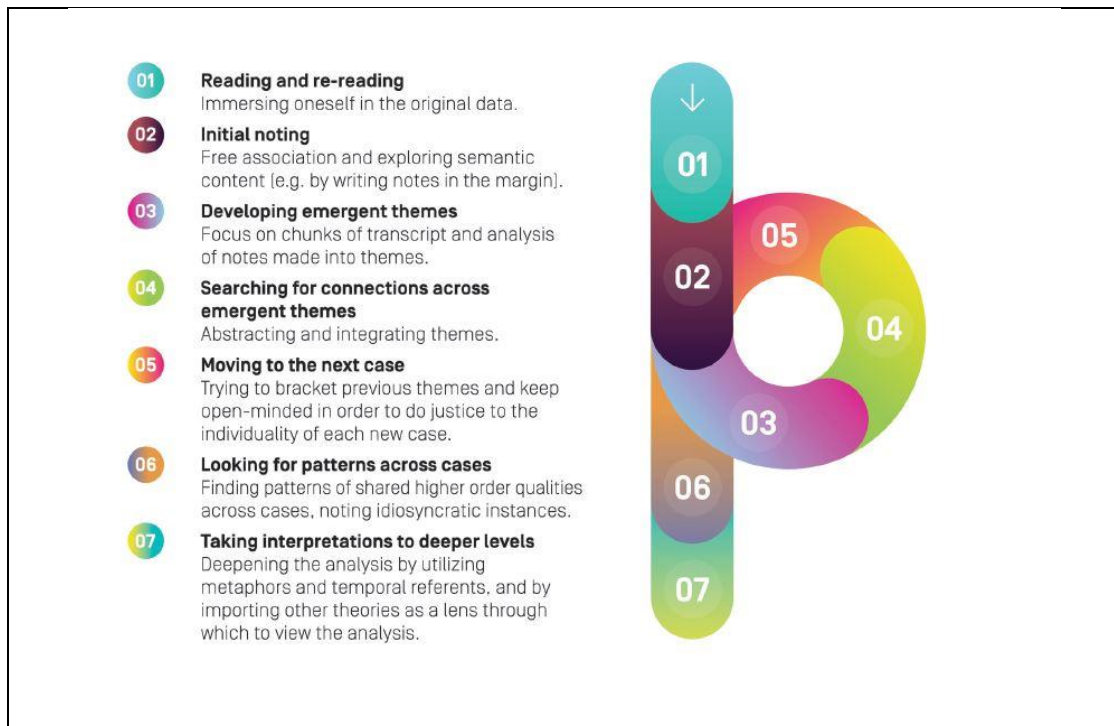 01
Reading and re-reading
Immersing oneself in the original data.
02
Initial noting
Free association and exploring semantic
content (e.g. by writing notes in the margin).
03
Developing emergent themes
Focus on chunks of transcript and analysis
of notes made into themes.
04
Searching for connections across
emergent themes
Abstracting and integrating themes.
05
Moving to the next case
Trying to bracket previous themes and keep
open-minded in order to do justice to the
individuality of each new case.
06
Looking for patterns across cases
Finding patterns of shared higher order qualities
across cases, noting idiosyncratic instances.
07
Taking interpretations to deeper levels
Deepening the analysis by utilizing
metaphors and temporal referents, and by
importing other theories as a lens through
which to view the analysis.
01
05
02
04
03
06
07